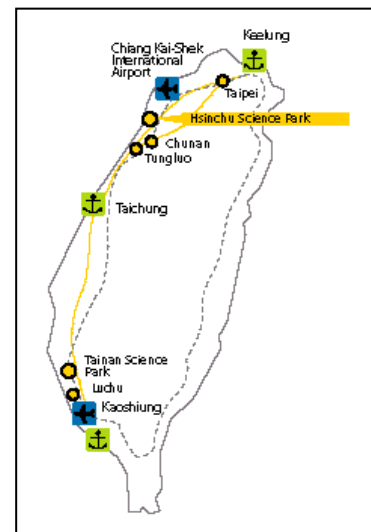 Keelung
Chiang Kai-Shek
International
Airport
Taipei
Hsinchu Science Park
Chunan
Tungluo
Taichung
Tainan Science
Park
Luchu
Kaoshiung